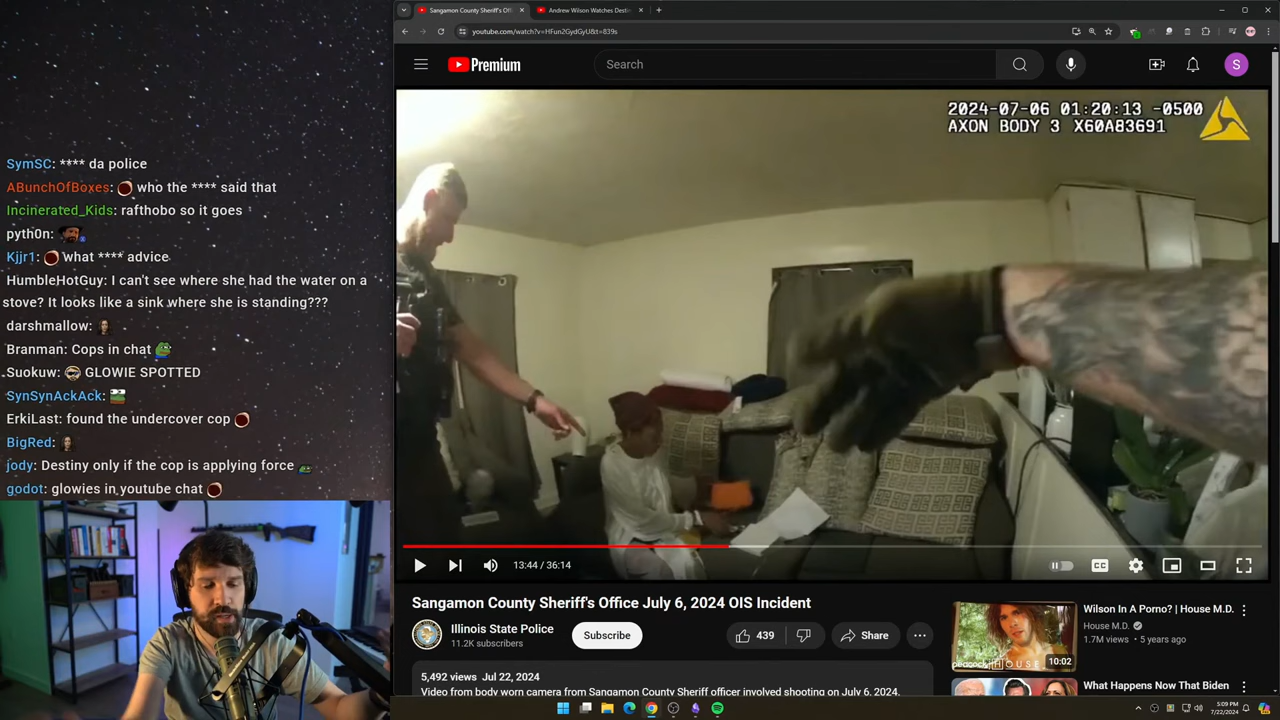 Sangamon County Sheriff's Of
Andrew Wilson Watches Desti
youtube.com/watch?v=HFun2GydGyU&t=839s
Premium
Search
S
2024-07-06 01:20:13 -0500
AXON BODY 3 X60A83691
SymSC: **** da police
ABunchOfBoxes: who the **** said that
Incinerated_Kids: rafthobo so it goes
pyth0n:
Kjjr1: what **** advice
HumbleHotGuy: I can't see where she had the water on a
stove? It looks like a sink where she is standing???
darshmallow:
Branman: Cops in chat
Suokuw: GLOWIE SPOTTED
SynSynAckAck:
ErkiLast: found the undercover cop
BigRed:
jody: Destiny only if the cop is applying force
godot: glowies in youtube chat
13:44 / 36:14
CC
Sangamon County Sheriff's Office July 6, 2024 OIS Incident
Illinois State Police
11.2K subscribers
Subscribe
439
Share
5,492 views Jul 22, 2024
Video from body worn camera from Sangamon County Sheriff officer involved shooting on July 6, 2024.
Wilson In A Porno? | House M.D.
House M.D.
1.7M views • 5 years ago
peacock HOUSE
10:02
What Happens Now That Biden
5:09 PM
7/22/2024